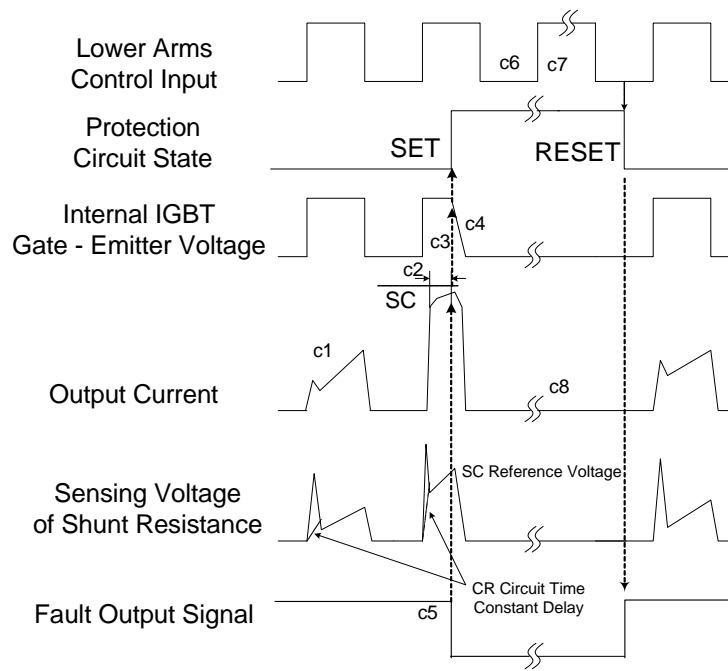 Lower Arms
Control Input
c6
c7
Protection
Circuit State
SET
RESET
Internal IGBT
Gate - Emitter Voltage
c4
c3
c2
SC
c1
Output Current
c8
SC Reference Voltage
Sensing Voltage
of Shunt Resistance
CR Circuit Time
Constant Delay
Fault Output Signal
c5